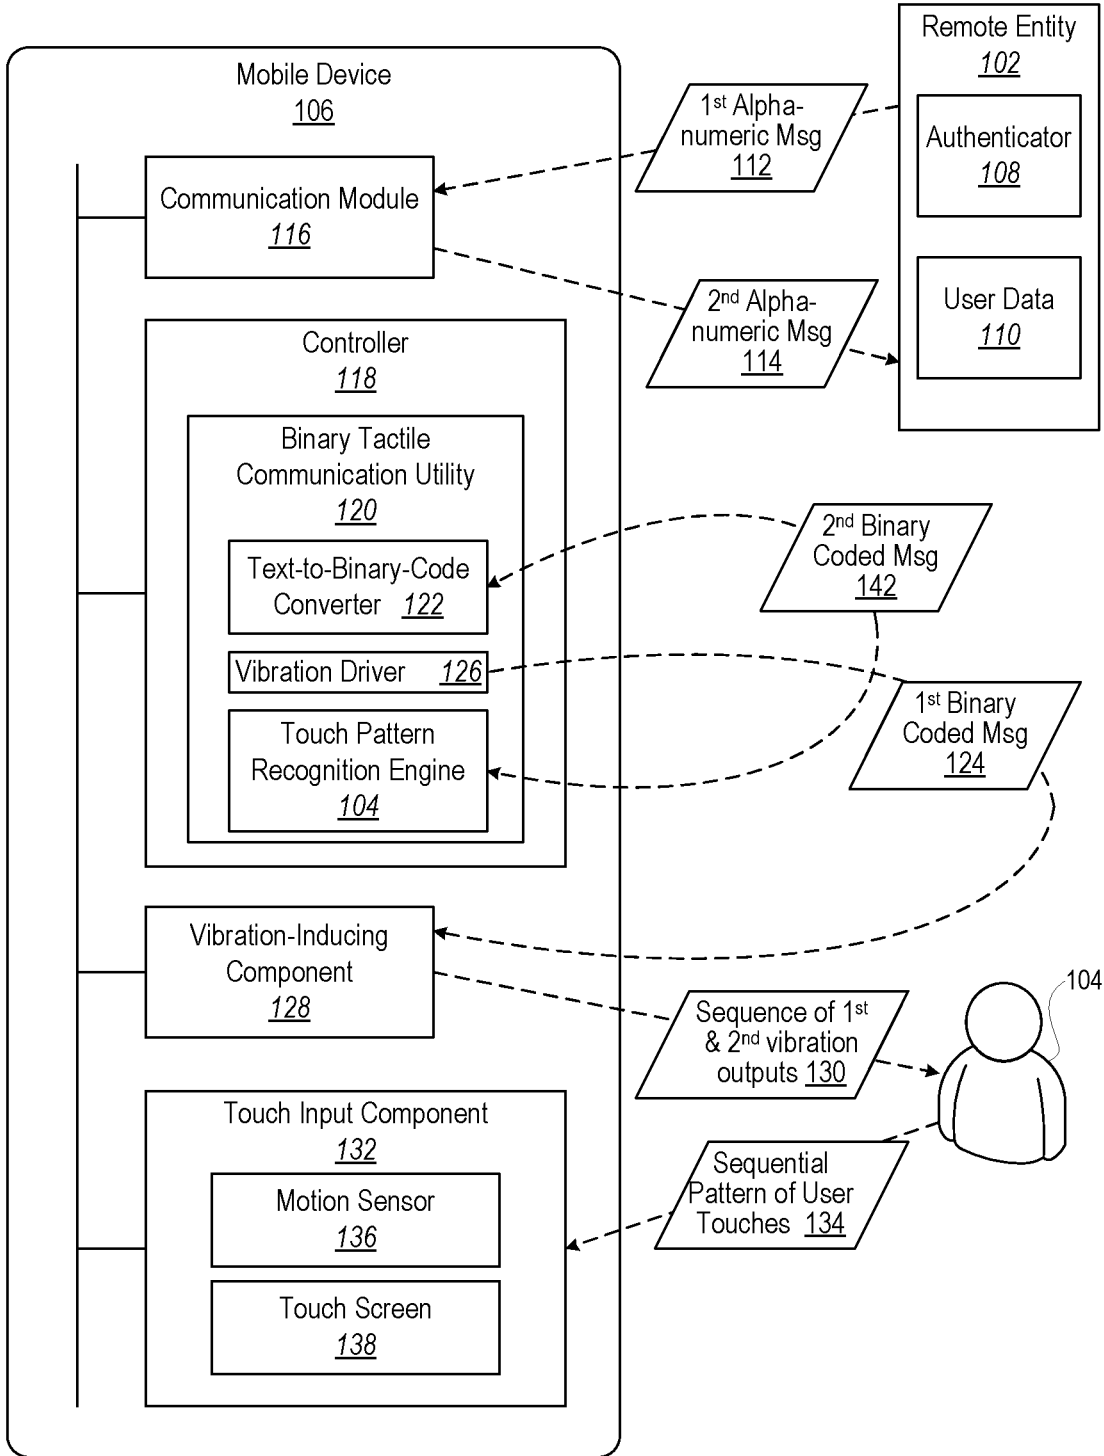 Mobile Device
106
Communication Module
116
Controller
118
Binary Tactile
Communication Utility
120
Text-to-Binary-Code
Converter 122
Vibration Driver 126
Touch Pattern
Recognition Engine
104
Vibration-Inducing
Component
128
Touch Input Component
132
Motion Sensor
136
Touch Screen
138
1st Alpha-
numeric Msg
112
2nd Alpha-
numeric Msg
114
Remote Entity
102
Authenticator
108
User Data
110
2nd Binary
Coded Msg
142
1st Binary
Coded Msg
124
Sequence of 1st
& 2nd vibration
outputs 130
104
Sequential
Pattern of User
Touches 134